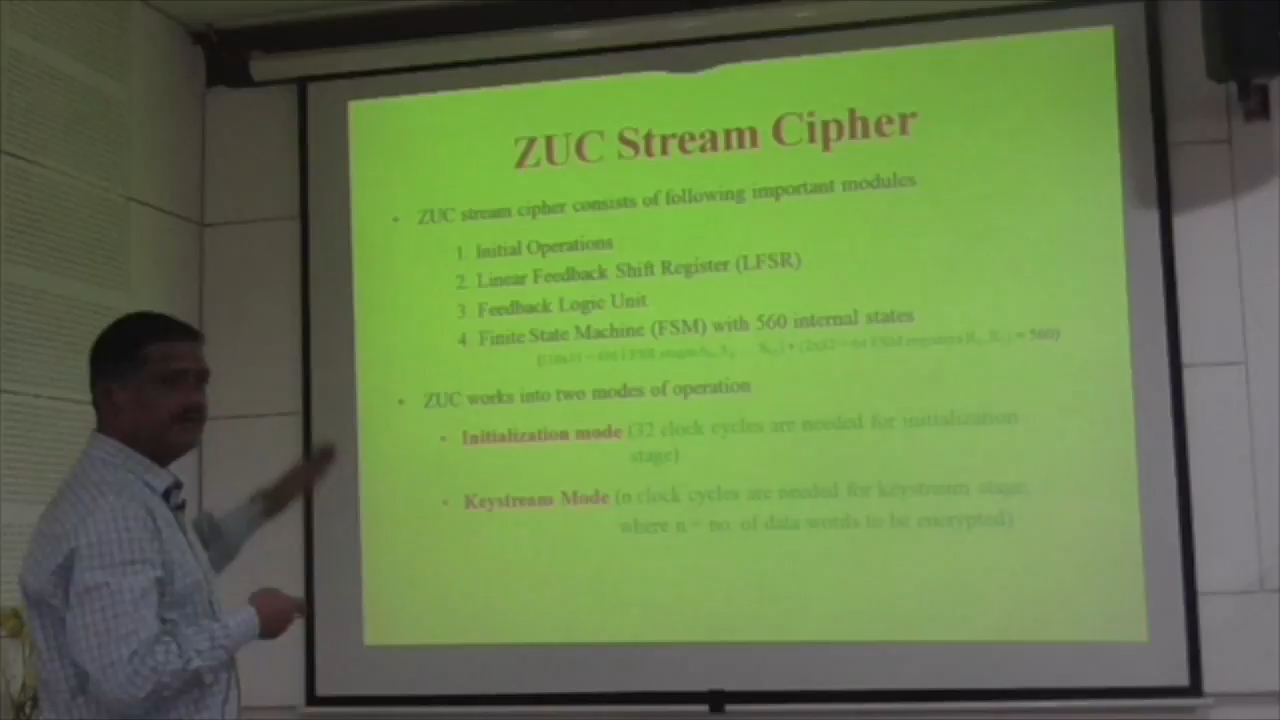 ZUC Stream Cipher
• ZUC stream cipher consists of following important modules
1. Initial Operations
2. Linear Feedback Shift Register (LFSR)
3 Feedback Logic Unit
4. Finite State Machine (FSM) with 560 internal states
= 560)
• ZUC works into two modes of operation
• Initialization mode (32 clock cycles are needed for initialization
stage)
• Keystream Mode (n clock cycles are needed for keystream stage,
where n = no. of data words to be encrypted)